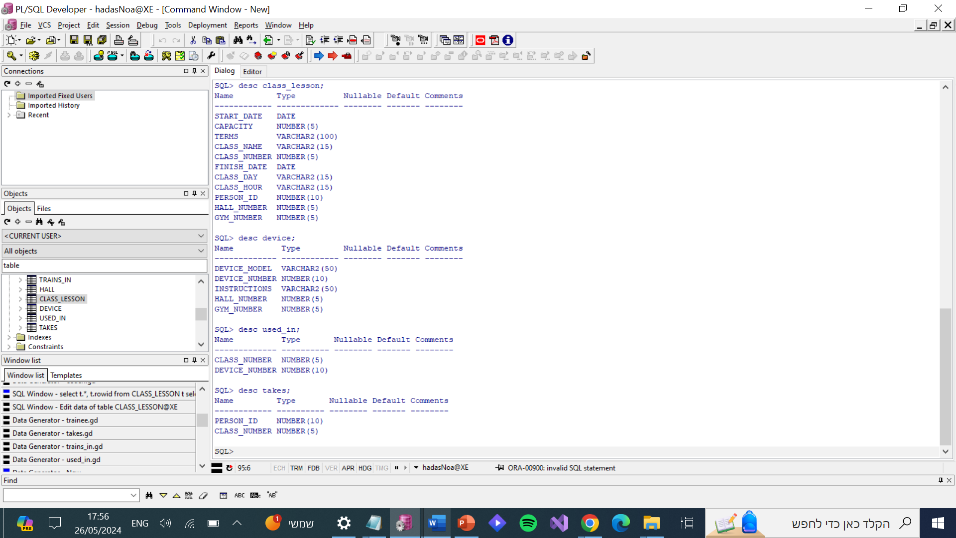 PL/SQL Developer - hadasNoa@XE - [Command Window - New]
File VCS Project Edit Session Debug Tools Deployment Reports Window Help
Connections
Imported Fixed Users
Imported History
Recent
Objects
Objects Files
<CURRENT USER>
All objects
table
TRAINS_IN
HALL
CLASS_LESSON
DEVICE
USED_IN
TAKES
Indexes
Constraints
Window list
Window list Templates
SQL Window - select t.*, t.rowid from CLASS_LESSON t sel
SQL Window - Edit data of table CLASS_LESSON@XE
Data Generator - trainee.gd
Data Generator - takes.gd
Data Generator - trains_in.gd
Data Generator - used_in.gd
Dialog Editor
SQL> desc class_lesson;
Name Type Nullable Default Comments
------------ ------------- -------- ------- --------
START_DATE DATE
CAPACITY NUMBER(5)
TERMS VARCHAR2(100)
CLASS_NAME VARCHAR2(15)
CLASS_NUMBER NUMBER(5)
FINISH_DATE DATE
CLASS_DAY VARCHAR2(15)
CLASS_HOUR VARCHAR2(15)
PERSON_ID NUMBER(10)
HALL_NUMBER NUMBER(5)
GYM_NUMBER NUMBER(5)
SQL> desc device;
Name Type Nullable Default Comments
------------- ------------ -------- ------- --------
DEVICE_MODEL VARCHAR2(50)
DEVICE_NUMBER NUMBER(10)
INSTRUCTIONS VARCHAR2(50)
HALL_NUMBER NUMBER(5)
GYM_NUMBER NUMBER(5)
SQL> desc used_in;
Name Type Nullable Default Comments
------------- ---------- -------- ------- --------
CLASS_NUMBER NUMBER(5)
DEVICE_NUMBER NUMBER(10)
SQL> desc takes;
Name Type Nullable Default Comments
------------ ---------- -------- ------- --------
PERSON_ID NUMBER(10)
CLASS_NUMBER NUMBER(5)
SQL>
95:6 ECH TRM FDB VER APR HDG TMG hadasNoa@XE ORA-00900: invalid SQL statement
Find
ABC
17:56
26/05/2024
ENG
שמשי
הקלד כאן כדי לחפש